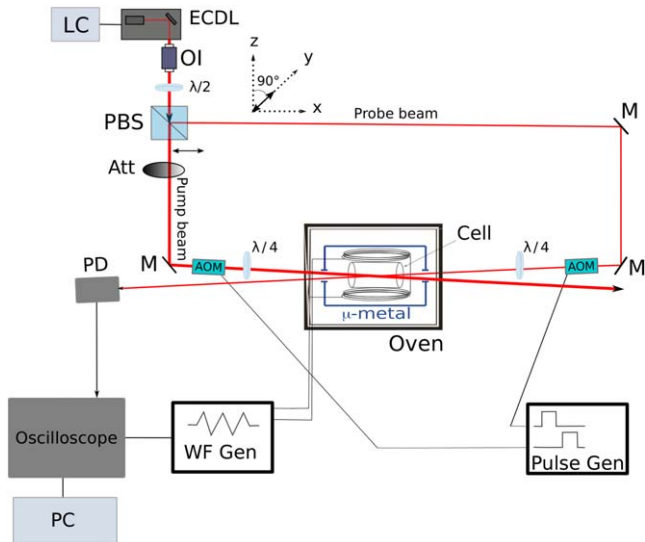 LC
ECDL
OI
λ/2
z
y
90°
x
PBS
Probe beam
M
Att
Pump beam
λ/4
Cell
λ/4
PD
M
AOM
AOM
M
μ-metal
Oven
Oscilloscope
WF Gen
Pulse Gen
PC